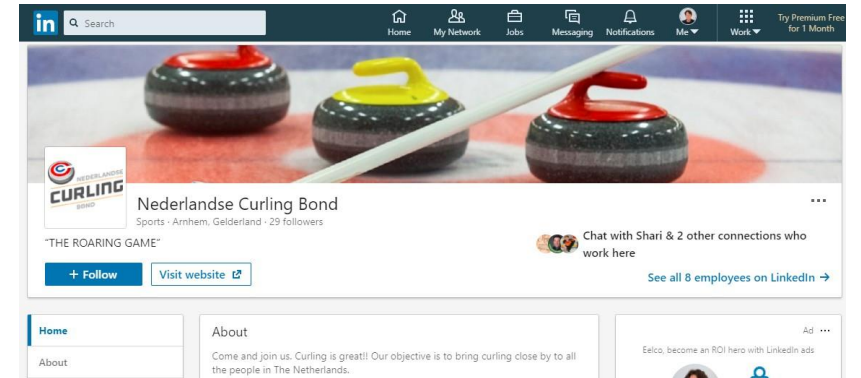 in
Search
Home
My Network
Jobs
Messaging
Notifications
Me
Work
Try Premium Free
for 1 Month
NEDERLANDSE
CURLING
BOND
Nederlandse Curling Bond
Sports · Arnhem, Gelderland · 29 followers
"THE ROARING GAME"
Chat with Shari & 2 other connections who
work here
+ Follow
Visit website
See all 8 employees on LinkedIn →
Home
About
About
Come and join us. Curling is great!! Our objective is to bring curling close by to all
the people in The Netherlands.
Ad
Eelco, become an ROI hero with LinkedIn ads